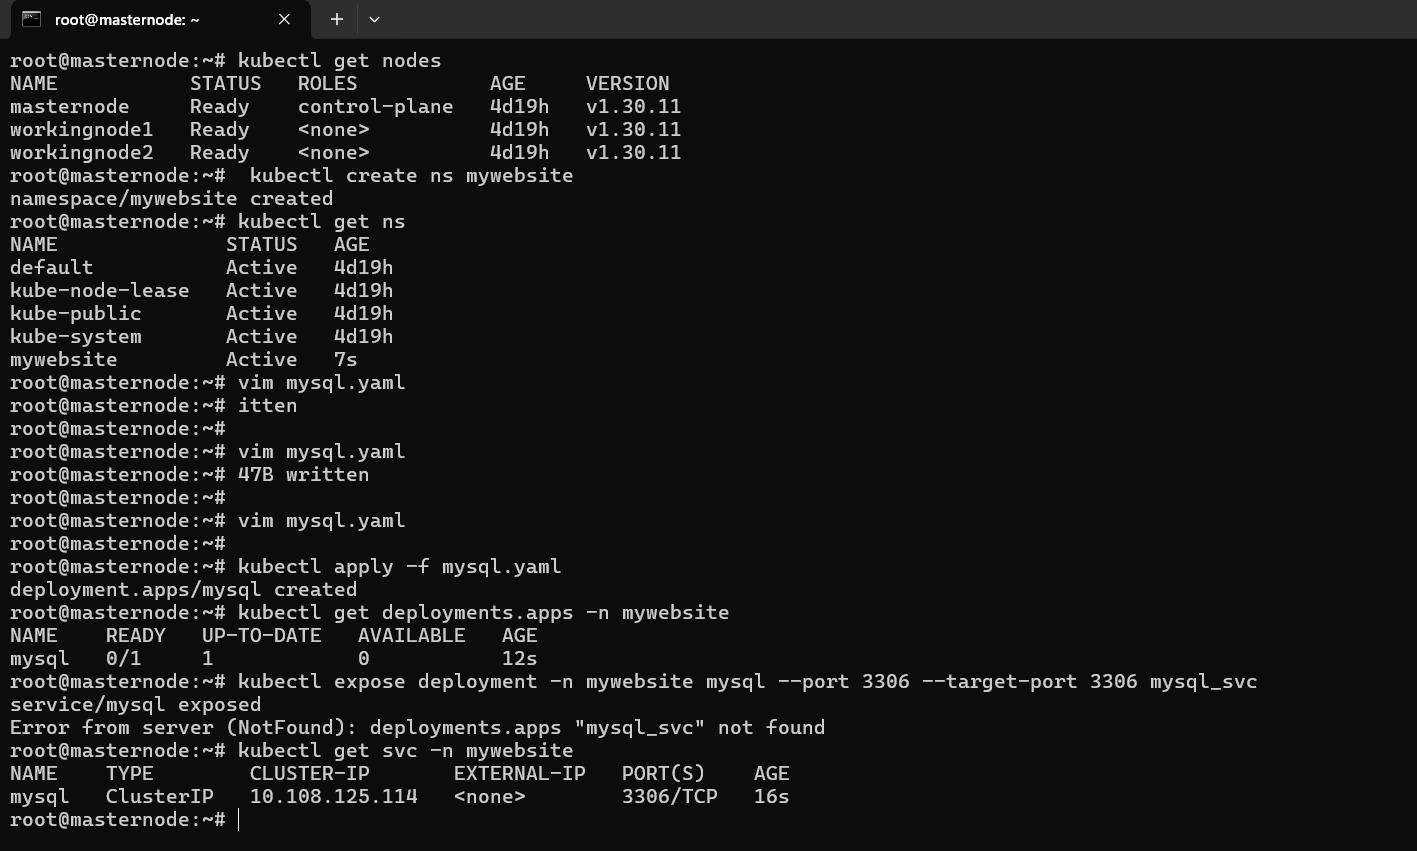 root@masternode: ~
root@masternode:~# kubectl get nodes
NAME           STATUS   ROLES           AGE     VERSION
masternode     Ready    control-plane   4d19h   v1.30.11
workingnode1   Ready    <none>          4d19h   v1.30.11
workingnode2   Ready    <none>          4d19h   v1.30.11
root@masternode:~#  kubectl create ns mywebsite
namespace/mywebsite created
root@masternode:~# kubectl get ns
NAME              STATUS   AGE
default           Active   4d19h
kube-node-lease   Active   4d19h
kube-public       Active   4d19h
kube-system       Active   4d19h
mywebsite         Active   7s
root@masternode:~# vim mysql.yaml
root@masternode:~# itten
root@masternode:~#
root@masternode:~# vim mysql.yaml
root@masternode:~# 47B written
root@masternode:~#
root@masternode:~# vim mysql.yaml
root@masternode:~#
root@masternode:~# kubectl apply -f mysql.yaml
deployment.apps/mysql created
root@masternode:~# kubectl get deployments.apps -n mywebsite
NAME    READY   UP-TO-DATE   AVAILABLE   AGE
mysql   0/1     1            0           12s
root@masternode:~# kubectl expose deployment -n mywebsite mysql --port 3306 --target-port 3306 mysql_svc
service/mysql exposed
Error from server (NotFound): deployments.apps "mysql_svc" not found
root@masternode:~# kubectl get svc -n mywebsite
NAME    TYPE        CLUSTER-IP       EXTERNAL-IP   PORT(S)    AGE
mysql   ClusterIP   10.108.125.114   <none>        3306/TCP   16s
root@masternode:~#